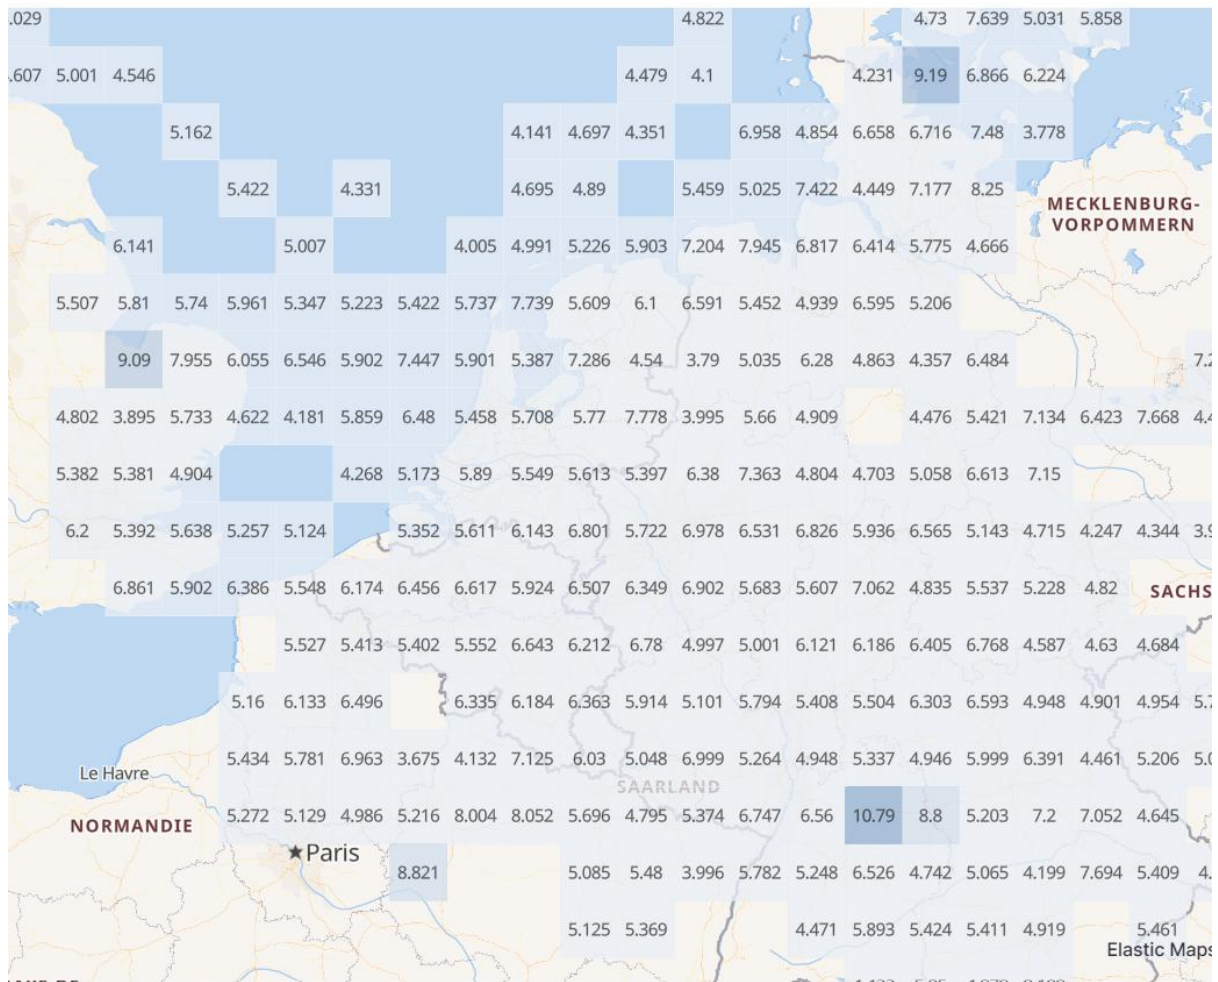 .029 4.822 4.73 7.639 5.031 5.858
.607 5.001 4.546 4.479 4.1 4.231 9.19 6.866 6.224
5.162 4.141 4.697 4.351 6.958 4.854 6.658 6.716 7.48 3.778
5.422 4.331 4.695 4.89 5.459 5.025 7.422 4.449 7.177 8.25
MECKLENBURG-
VORPOMMERN
6.141 5.007 4.005 4.991 5.226 5.903 7.204 7.945 6.817 6.414 5.775 4.666
5.507 5.81 5.74 5.961 5.347 5.223 5.422 5.737 7.739 5.609 6.1 6.591 5.452 4.939 6.595 5.206
9.09 7.955 6.055 6.546 5.902 7.447 5.901 5.387 7.286 4.54 3.79 5.035 6.28 4.863 4.357 6.484 7.2
4.802 3.895 5.733 4.622 4.181 5.859 6.48 5.458 5.708 5.77 7.778 3.995 5.66 4.909 4.476 5.421 7.134 6.423 7.668 4.4
5.382 5.381 4.904 4.268 5.173 5.89 5.549 5.613 5.397 6.38 7.363 4.804 4.703 5.058 6.613 7.15
6.2 5.392 5.638 5.257 5.124 5.352 5.611 6.143 6.801 5.722 6.978 6.531 6.826 5.936 6.565 5.143 4.715 4.247 4.344 3.9
6.861 5.902 6.386 5.548 6.174 6.456 6.617 5.924 6.507 6.349 6.902 5.683 5.607 7.062 4.835 5.537 5.228 4.82 SACHS
5.527 5.413 5.402 5.552 6.643 6.212 6.78 4.997 5.001 6.121 6.186 6.405 6.768 4.587 4.63 4.684
5.16 6.133 6.496 6.335 6.184 6.363 5.914 5.101 5.794 5.408 5.504 6.303 6.593 4.948 4.901 4.954 5.7
5.434 5.781 6.963 3.675 4.132 7.125 6.03 5.048 6.999 5.264 4.948 5.337 4.946 5.999 6.391 4.461 5.206 5.0
Le Havre
SAARLAND
5.272 5.129 4.986 5.216 8.004 8.052 5.696 4.795 5.374 6.747 6.56 10.79 8.8 5.203 7.2 7.052 4.645
NORMANDIE
Paris
8.821 5.085 5.48 3.996 5.782 5.248 6.526 4.742 5.065 4.199 7.694 5.409 4.
5.125 5.369 4.471 5.893 5.424 5.411 4.919 5.461
Elastic Maps